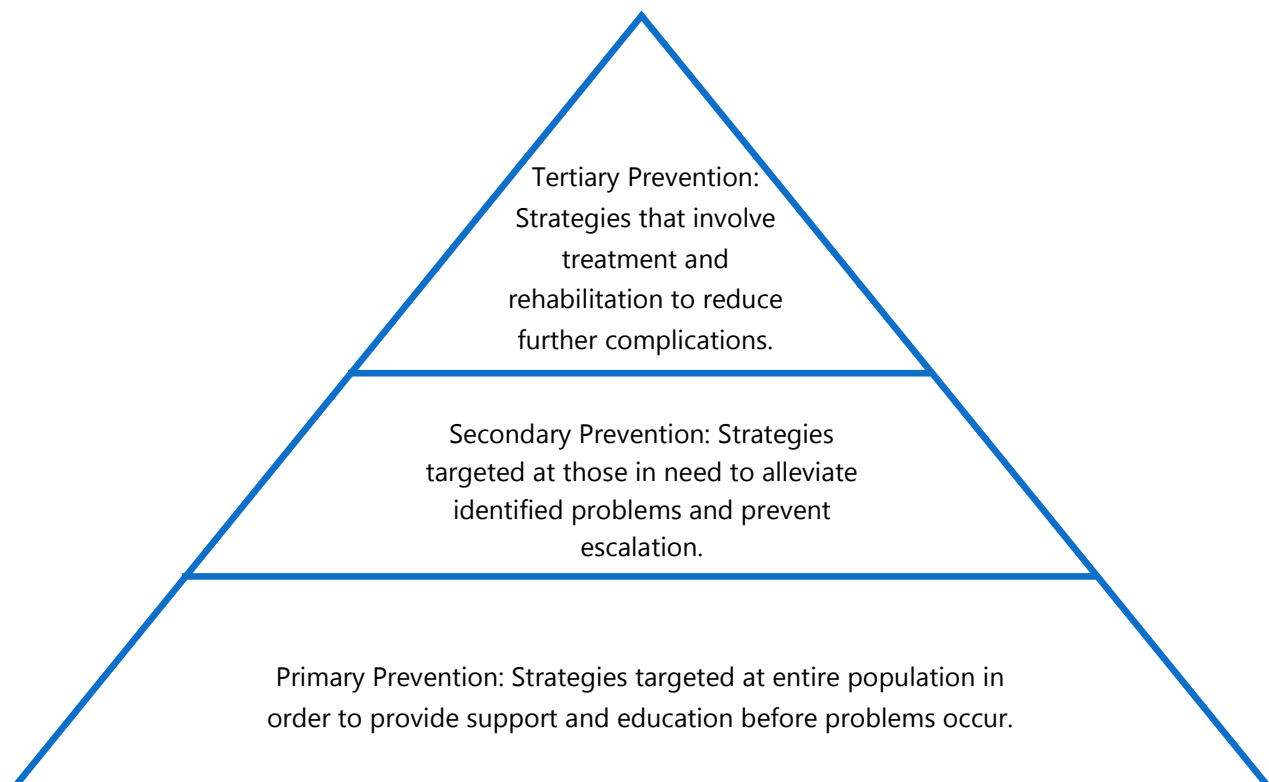 Tertiary Prevention:
Strategies that involve
treatment and
rehabilitation to reduce
further complications.
Secondary Prevention: Strategies
targeted at those in need to alleviate
identified problems and prevent
escalation.
Primary Prevention: Strategies targeted at entire population in
order to provide support and education before problems occur.